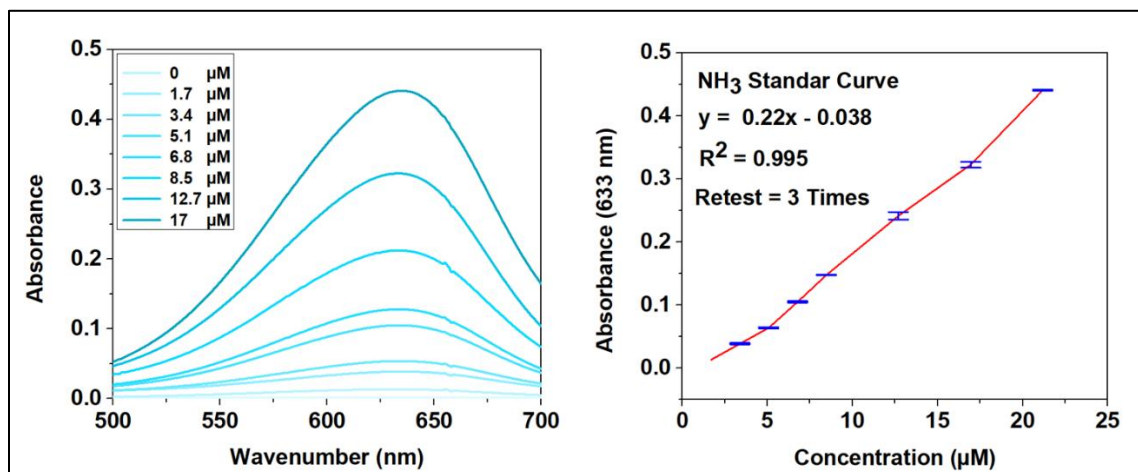 0.5
0.4
0.3
0.2
0.1
0.0
Absorbance
0 µM
1.7 µM
3.4 µM
5.1 µM
6.8 µM
8.5 µM
12.7 µM
17 µM
500 550 600 650 700
Wavenumber (nm)
0.5
0.4
0.3
0.2
0.1
0.0
Absorbance (633 nm)
NH3 Standar Curve
y = 0.22x - 0.038
R2 = 0.995
Retest = 3 Times
0 5 10 15 20 25
Concentration (µM)